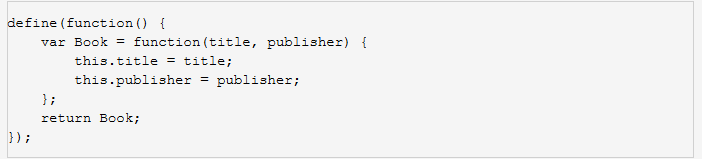 define(function() {
    var Book = function(title, publisher) {
        this.title = title;
        this.publisher = publisher;
    };
    return Book;
});